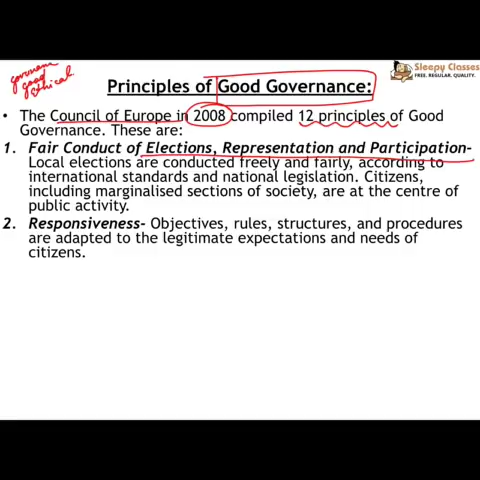 governance
good
ethical
Sleepy Classes
FREE. REGULAR. QUALITY.
Principles of Good Governance:
• The Council of Europe in 2008 compiled 12 principles of Good
Governance. These are:
1. Fair Conduct of Elections, Representation and Participation-
Local elections are conducted freely and fairly, according to
international standards and national legislation. Citizens,
including marginalised sections of society, are at the centre of
public activity.
2. Responsiveness- Objectives, rules, structures, and procedures
are adapted to the legitimate expectations and needs of
citizens.